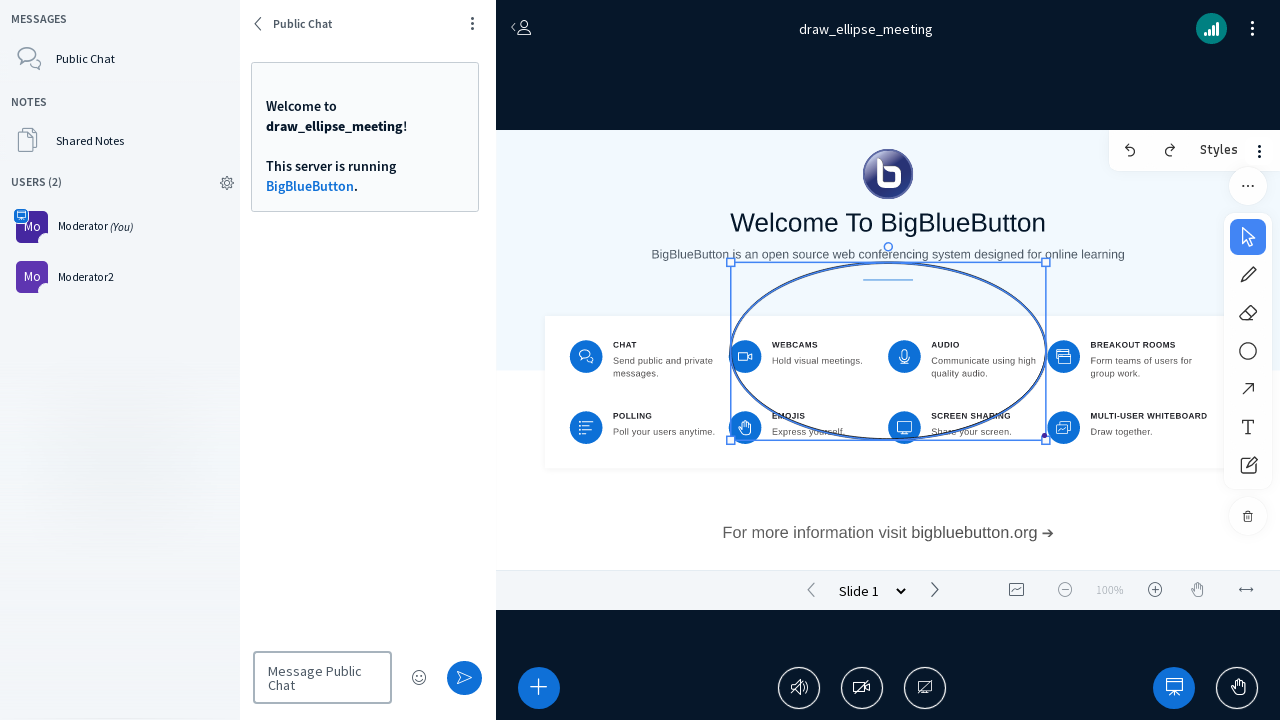 MESSAGES
Public Chat
NOTES
Shared Notes
USERS (2)
Mo
Moderator (You)
Mo
Moderator2
Public Chat
Welcome to
draw_ellipse_meeting!
This server is running
BigBlueButton.
Message Public
Chat
draw_ellipse_meeting
Styles
Welcome To BigBlueButton
BigBlueButton is an open source web conferencing system designed for online learning
CHAT
Send public and private
messages.
WEBCAMS
Hold visual meetings.
AUDIO
Communicate using high
quality audio.
BREAKOUT ROOMS
Form teams of users for
group work.
POLLING
Poll your users anytime.
EMOJIS
Express yourself.
SCREEN SHARING
Share your screen.
MULTI-USER WHITEBOARD
Draw together.
For more information visit bigbluebutton.org →
Slide 1
100%